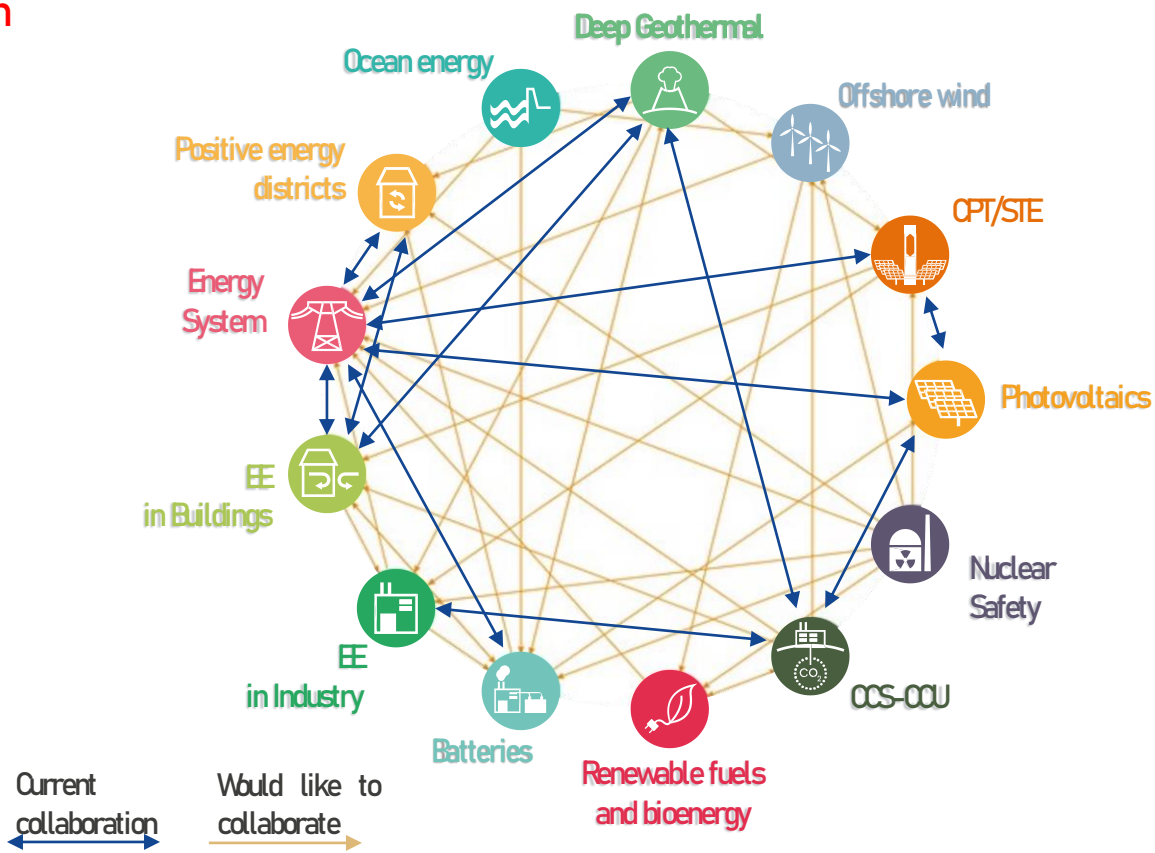 n
Deep Geothermal
Ocean energy
Offshore wind
Positive energy
districts
CPT/STE
Energy
System
Photovoltaics
EE
in Buildings
Nuclear
Safety
EE
in Industry
CO2
CCS-CCU
Batteries
Renewable fuels
and bioenergy
Current
collaboration
Would like to
collaborate